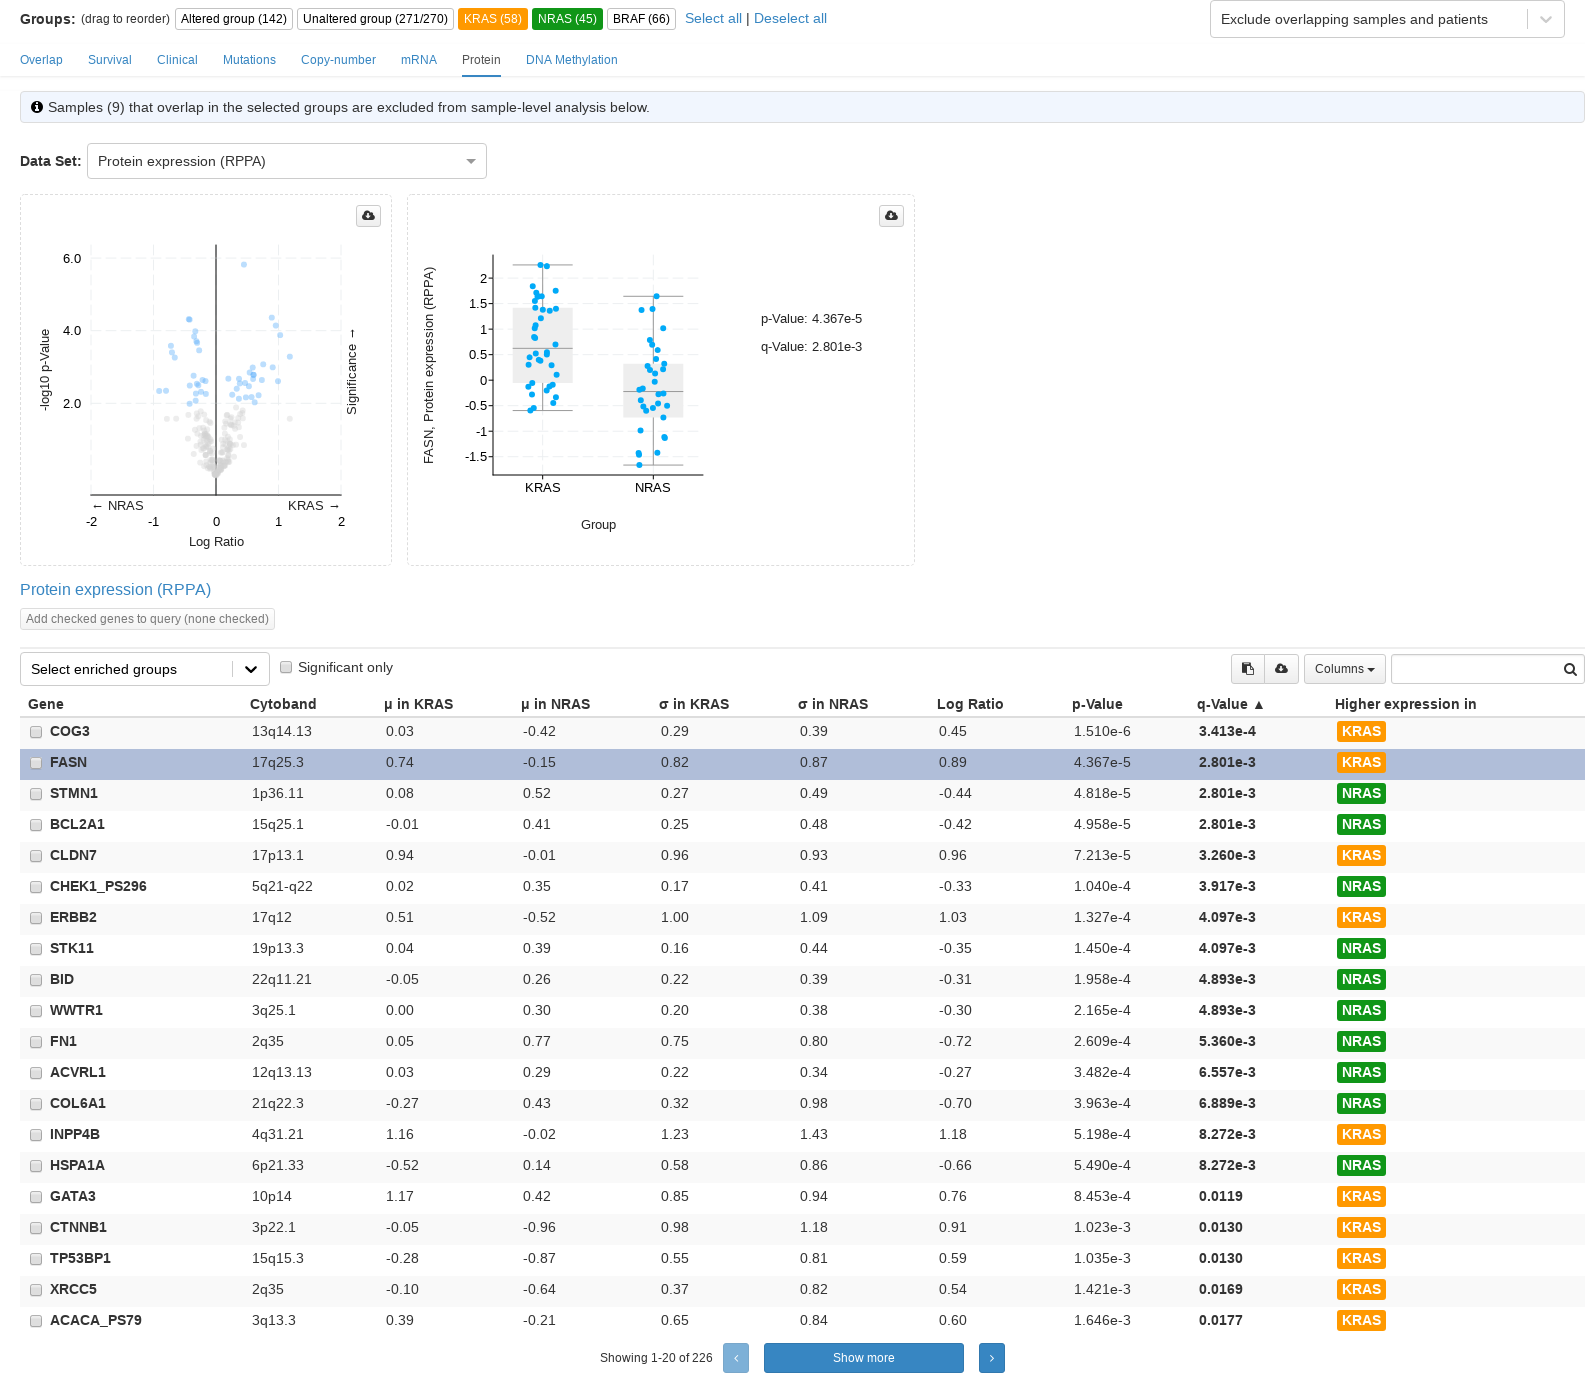 Groups: (drag to reorder) Altered group (142) Unaltered group (271/270) KRAS (58) NRAS (45) BRAF (66) Select all | Deselect all Exclude overlapping samples and patients
Overlap Survival Clinical Mutations Copy-number mRNA Protein DNA Methylation
Samples (9) that overlap in the selected groups are excluded from sample-level analysis below.
Data Set: Protein expression (RPPA)
6.0
4.0
2.0
-log10 p-Value
Significance →
← NRAS KRAS →
-2 -1 0 1 2
Log Ratio
FASN, Protein expression (RPPA)
2
1.5
1
0.5
0
-0.5
-1
-1.5
KRAS NRAS
Group
p-Value: 4.367e-5
q-Value: 2.801e-3
Protein expression (RPPA)
Add checked genes to query (none checked)
Select enriched groups Significant only Columns
Gene Cytoband μ in KRAS μ in NRAS σ in KRAS σ in NRAS Log Ratio p-Value q-Value ▲ Higher expression in
COG3 13q14.13 0.03 -0.42 0.29 0.39 0.45 1.510e-6 3.413e-4 KRAS
FASN 17q25.3 0.74 -0.15 0.82 0.87 0.89 4.367e-5 2.801e-3 KRAS
STMN1 1p36.11 0.08 0.52 0.27 0.49 -0.44 4.818e-5 2.801e-3 NRAS
BCL2A1 15q25.1 -0.01 0.41 0.25 0.48 -0.42 4.958e-5 2.801e-3 NRAS
CLDN7 17p13.1 0.94 -0.01 0.96 0.93 0.96 7.213e-5 3.260e-3 KRAS
CHEK1_PS296 5q21-q22 0.02 0.35 0.17 0.41 -0.33 1.040e-4 3.917e-3 NRAS
ERBB2 17q12 0.51 -0.52 1.00 1.09 1.03 1.327e-4 4.097e-3 KRAS
STK11 19p13.3 0.04 0.39 0.16 0.44 -0.35 1.450e-4 4.097e-3 NRAS
BID 22q11.21 -0.05 0.26 0.22 0.39 -0.31 1.958e-4 4.893e-3 NRAS
WWTR1 3q25.1 0.00 0.30 0.20 0.38 -0.30 2.165e-4 4.893e-3 NRAS
FN1 2q35 0.05 0.77 0.75 0.80 -0.72 2.609e-4 5.360e-3 NRAS
ACVRL1 12q13.13 0.03 0.29 0.22 0.34 -0.27 3.482e-4 6.557e-3 NRAS
COL6A1 21q22.3 -0.27 0.43 0.32 0.98 -0.70 3.963e-4 6.889e-3 NRAS
INPP4B 4q31.21 1.16 -0.02 1.23 1.43 1.18 5.198e-4 8.272e-3 KRAS
HSPA1A 6p21.33 -0.52 0.14 0.58 0.86 -0.66 5.490e-4 8.272e-3 NRAS
GATA3 10p14 1.17 0.42 0.85 0.94 0.76 8.453e-4 0.0119 KRAS
CTNNB1 3p22.1 -0.05 -0.96 0.98 1.18 0.91 1.023e-3 0.0130 KRAS
TP53BP1 15q15.3 -0.28 -0.87 0.55 0.81 0.59 1.035e-3 0.0130 KRAS
XRCC5 2q35 -0.10 -0.64 0.37 0.82 0.54 1.421e-3 0.0169 KRAS
ACACA_PS79 3q13.3 0.39 -0.21 0.65 0.84 0.60 1.646e-3 0.0177 KRAS
Showing 1-20 of 226 ‹ Show more ›